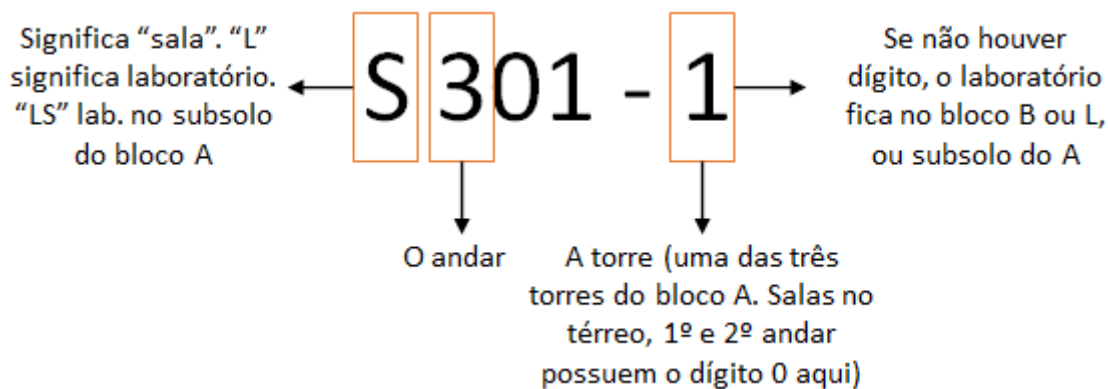 Significa “sala”. “L”
significa laboratório.
“LS” lab. no subsolo
do bloco A
S 301 - 1
Se não houver
dígito, o laboratório
fica no bloco B ou L,
ou subsolo do A
O andar
A torre (uma das três
torres do bloco A. Salas no
térreo, 1º e 2º andar
possuem o dígito 0 aqui)